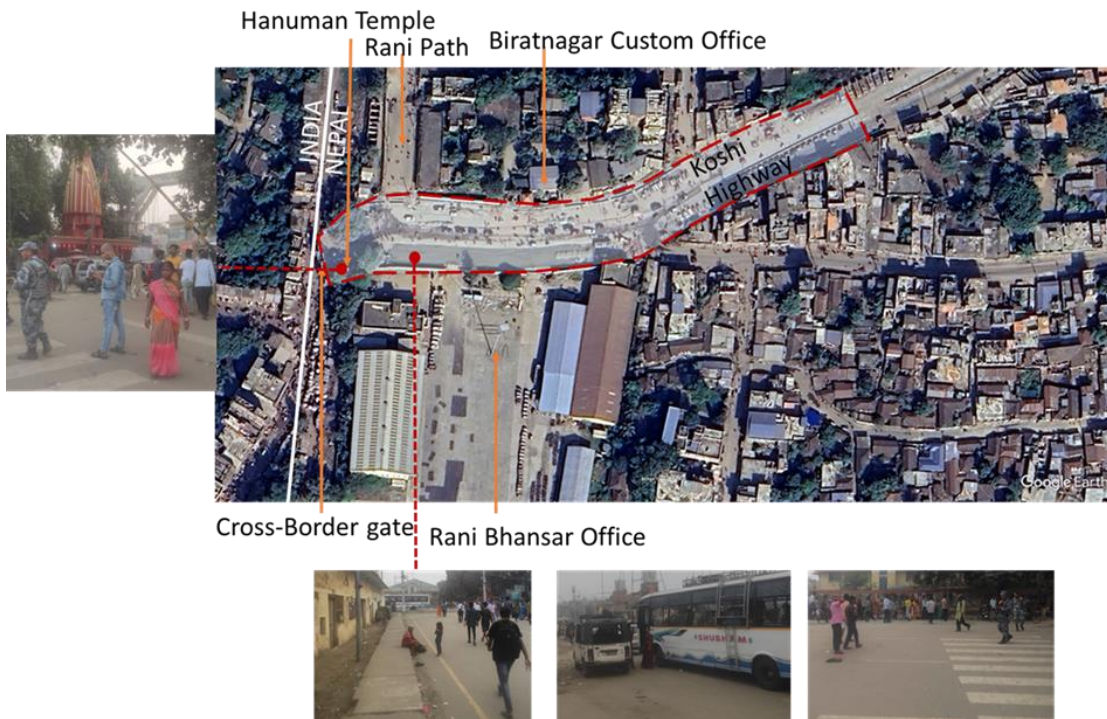 Hanuman Temple
Rani Path
Biratnagar Custom Office
INDIA
NEPAL
Koshi
Highway
Google Earth
Cross-Border gate
Rani Bhansar Office
SHUBHAM